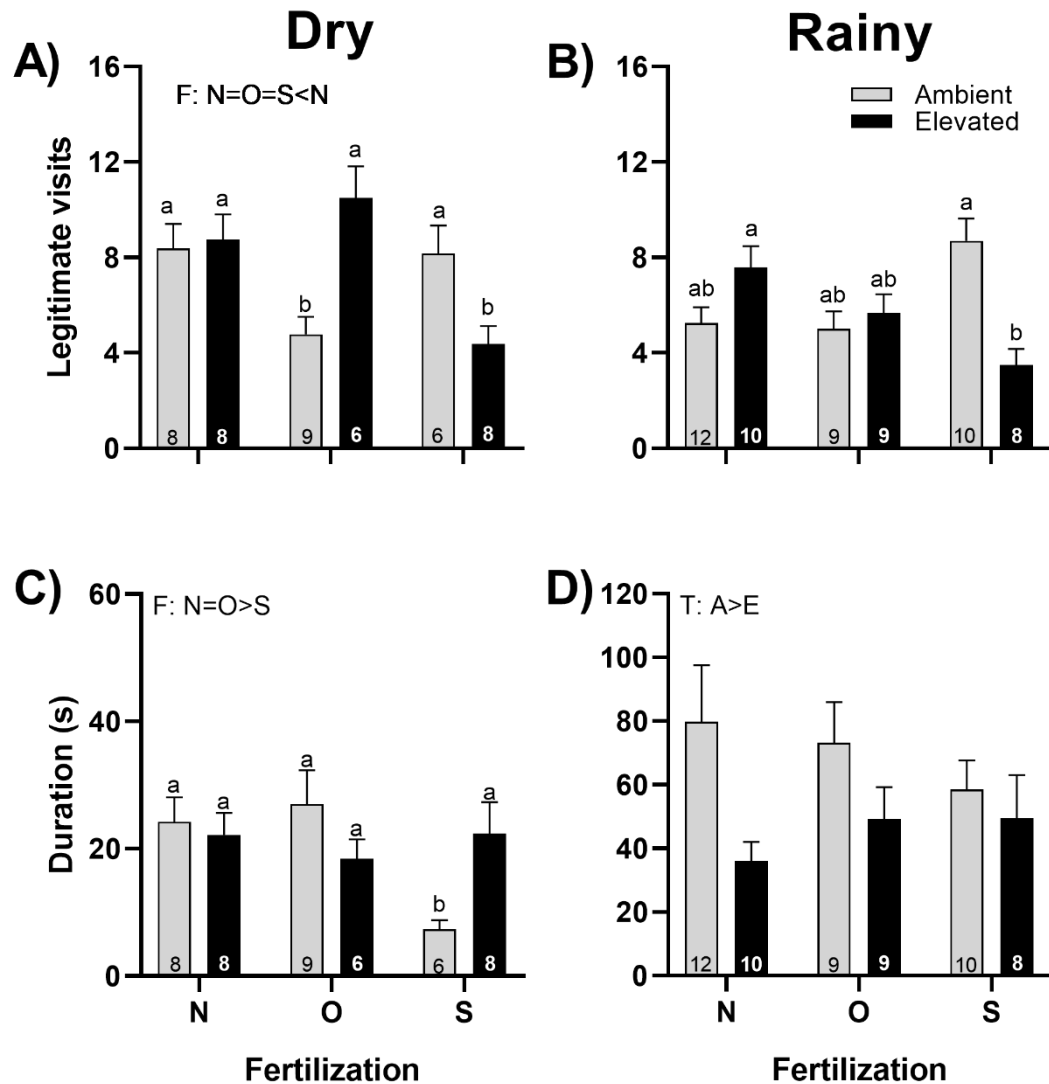 Dry
Rainy
A)
B)
F: N=O=S<N
Ambient
Elevated
Legitimate visits
16
12
8
4
0
a
a
b
a
a
b
8
8
9
6
6
8
16
12
8
4
0
ab
a
ab
ab
a
b
12
10
9
9
10
8
C)
D)
F: N=O>S
T: A>E
Duration (s)
60
40
20
0
a
a
a
a
b
a
8
8
9
6
6
8
N O S
Fertilization
120
100
80
60
40
20
0
12
10
9
9
10
8
N O S
Fertilization